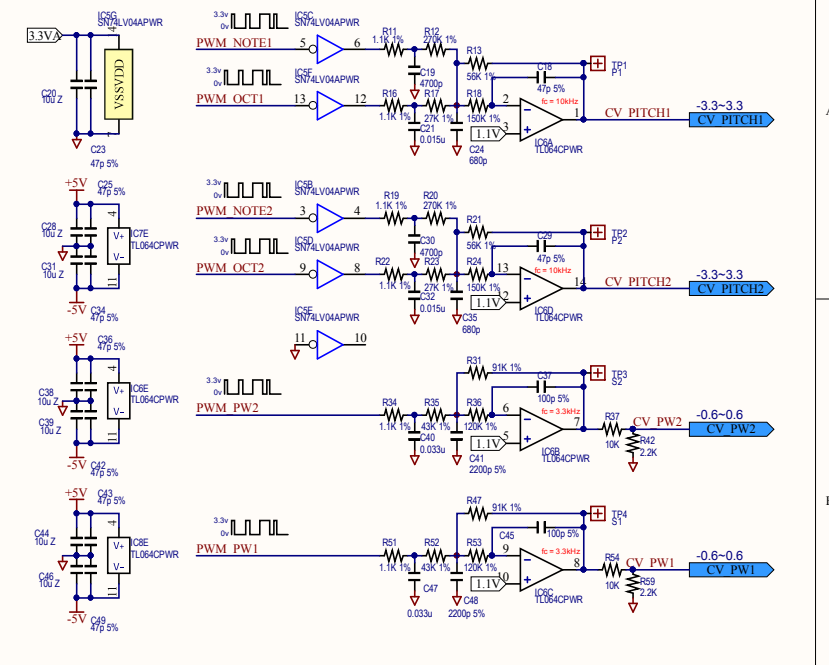 IC5G
SN74LV04APWR
4
3.3VA
VSSVDD
C20
10u Z
7
C23
47p 5%
3.3v
0v
IC5C
SN74LV04APWR
PWM_NOTE1
5
6
R11
1.1K 1%
R12
270K 1%
C19
4700p
R13
56K 1%
C18
47p 5%
fc = 10kHz
TP1
P1
3.3v
0v
IC5F
SN74LV04APWR
PWM_OCT1
13
12
R16
1.1K 1%
R17
27K 1%
R18
150K 1%
C21
0.015u
C24
680p
2
1.1V
3
1
IC6A
TL064CPWR
CV_PITCH1
-3.3~3.3
CV_PITCH1
A
+5V
C25
47p 5%
4
C28
10u Z
V+
V-
IC7E
TL064CPWR
C31
10u Z
11
-5V
C34
47p 5%
3.3v
0v
IC5B
SN74LV04APWR
PWM_NOTE2
3
4
R19
1.1K 1%
R20
270K 1%
C30
4700p
R21
56K 1%
C29
47p 5%
fc = 10kHz
TP2
P2
3.3v
0v
IC5D
SN74LV04APWR
PWM_OCT2
9
8
R22
1.1K 1%
R23
27K 1%
R24
150K 1%
C32
0.015u
C35
680p
13
1.1V
12
14
IC6D
TL064CPWR
CV_PITCH2
-3.3~3.3
CV_PITCH2
IC5E
SN74LV04APWR
11
10
+5V
C36
47p 5%
4
C38
10u Z
V+
V-
IC6E
TL064CPWR
C39
10u Z
11
-5V
C42
47p 5%
3.3v
0v
PWM_PW2
R34
1.1K 1%
R35
43K 1%
R36
120K 1%
R31
91K 1%
C37
100p 5%
fc = 3.3kHz
TP3
S2
C40
0.033u
C41
2200p 5%
6
1.1V
5
7
IC6B
TL064CPWR
R37
10K
CV_PW2
R42
2.2K
-0.6~0.6
CV_PW2
+5V
C43
47p 5%
4
C44
10u Z
V+
V-
IC8E
TL064CPWR
C46
10u Z
11
-5V
C49
47p 5%
3.3v
0v
PWM_PW1
R51
1.1K 1%
R52
43K 1%
R53
120K 1%
R47
91K 1%
C45
100p 5%
fc = 3.3kHz
TP4
S1
C47
0.033u
C48
2200p 5%
9
1.1V
10
8
IC6C
TL064CPWR
R54
10K
CV_PW1
R59
2.2K
-0.6~0.6
CV_PW1